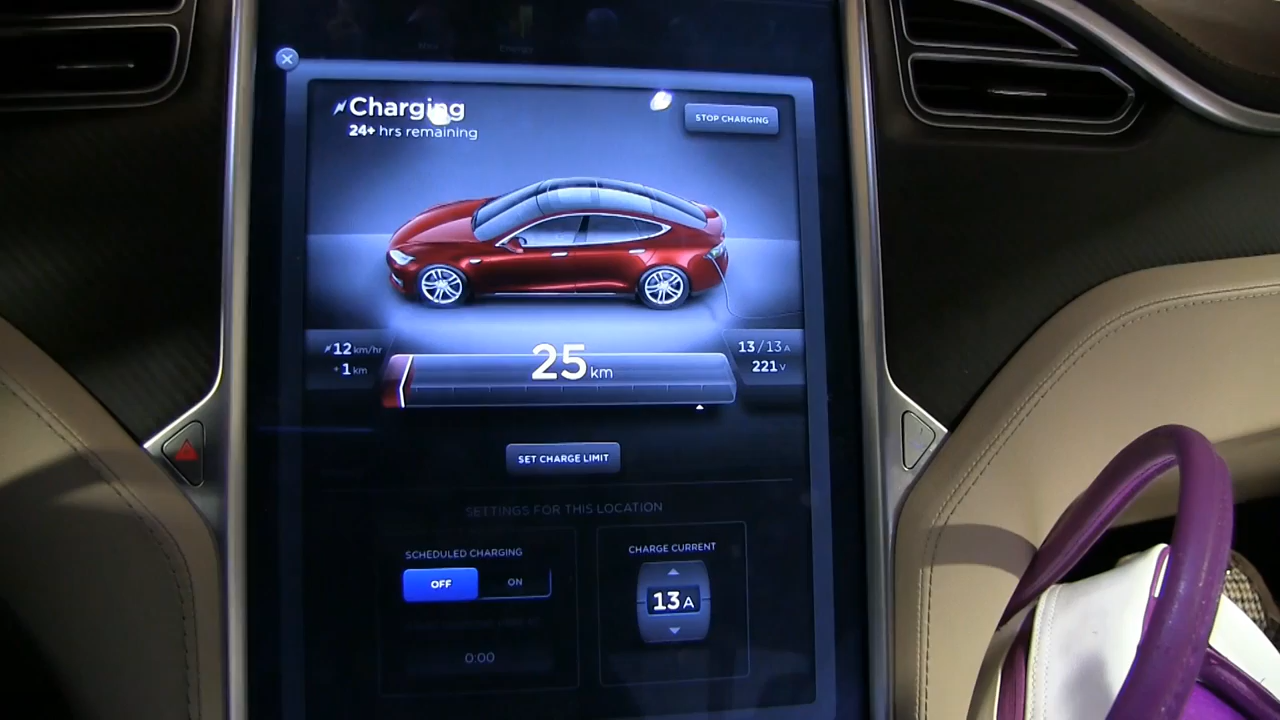 Energy
Charging
24+ hrs remaining
STOP CHARGING
12 km/hr
+1 km
25 km
13/13 A
221 V
SET CHARGE LIMIT
SETTINGS FOR THIS LOCATION
SCHEDULED CHARGING
OFF
ON
0:00
CHARGE CURRENT
13 A